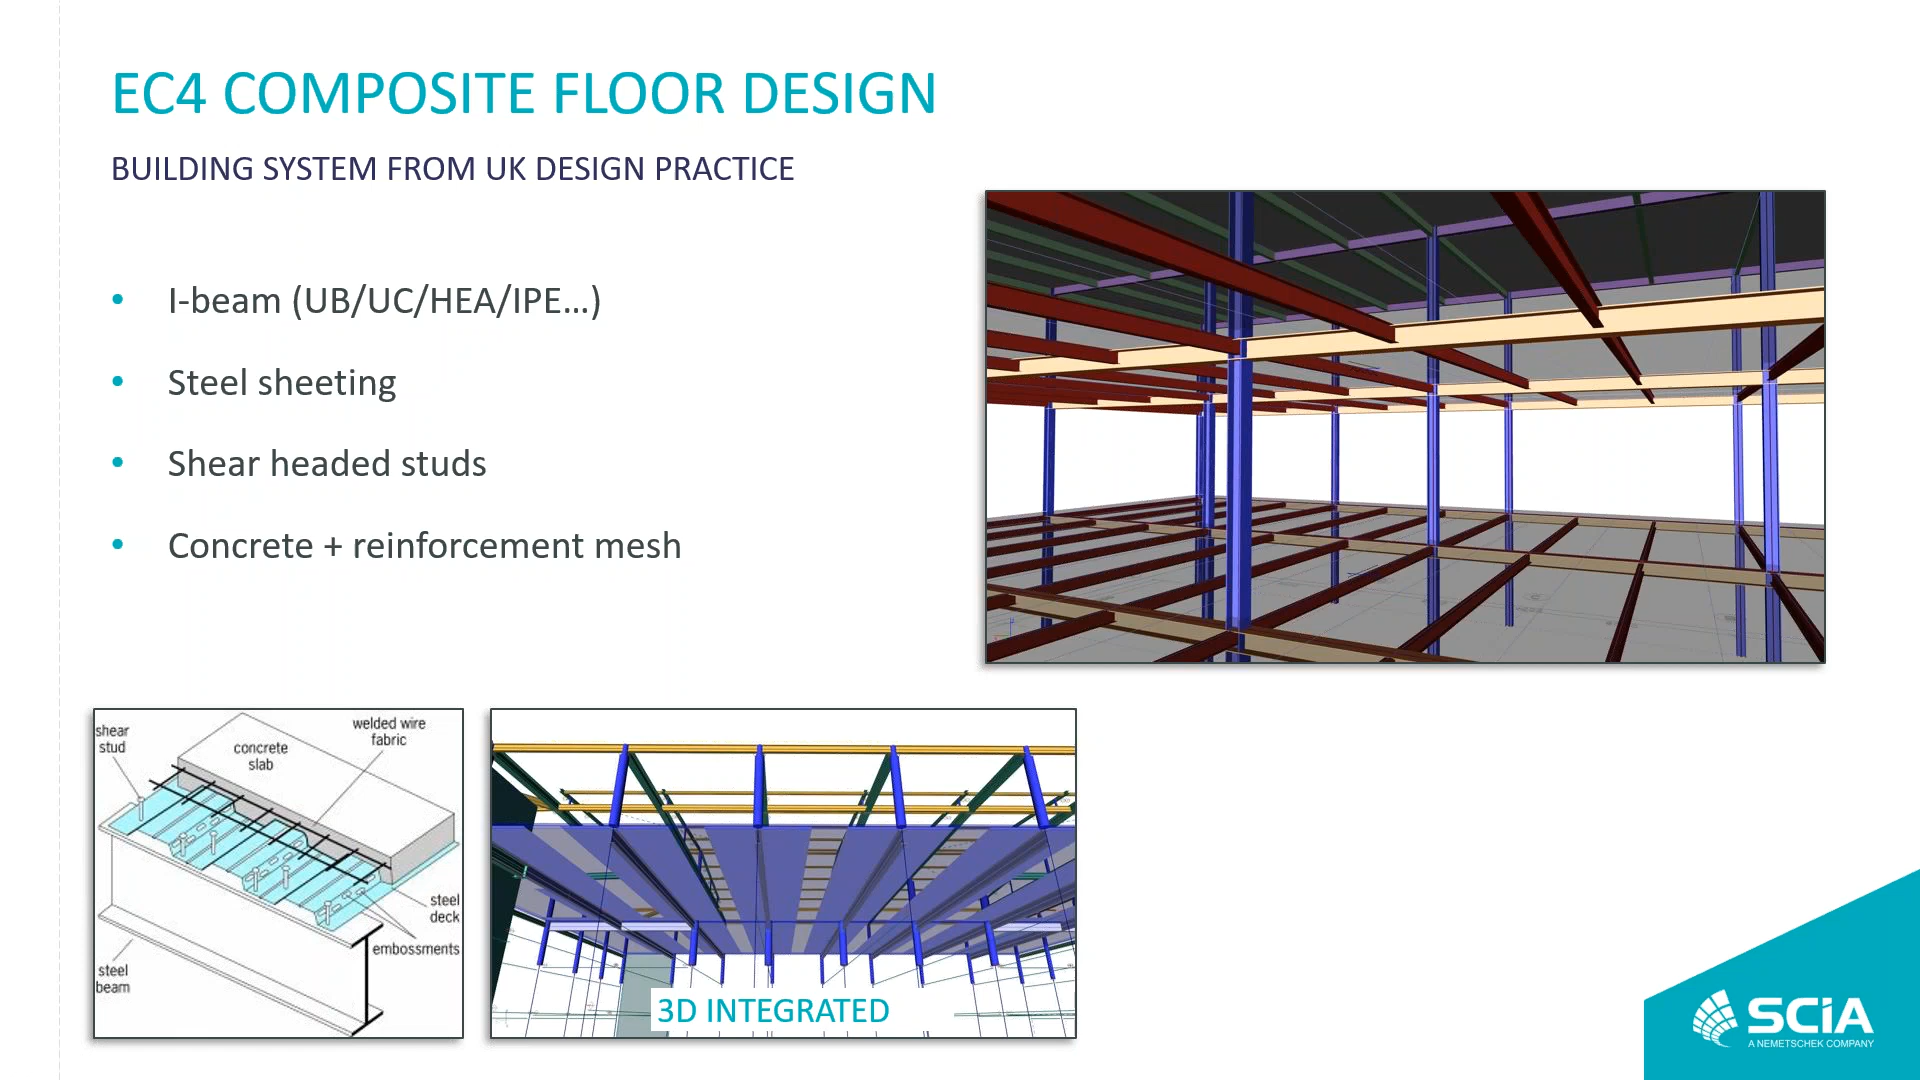 EC4 COMPOSITE FLOOR DESIGN
BUILDING SYSTEM FROM UK DESIGN PRACTICE
• I-beam (UB/UC/HEA/IPE...)
• Steel sheeting
• Shear headed studs
• Concrete + reinforcement mesh
shear
stud
concrete
slab
welded wire
fabric
steel
deck
embossments
steel
beam
3D INTEGRATED
SCiA
A NEMETSCHEK COMPANY